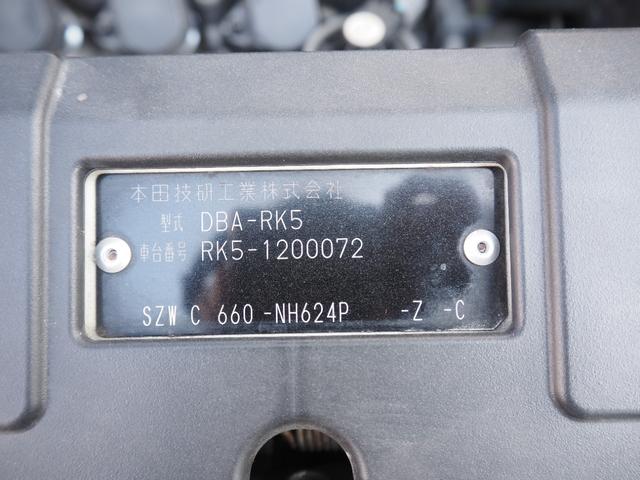 本田技研工業株式会社
型式 DBA-RK5
車台番号 RK5-1200072
SZW C 660 -NH624P -Z -C